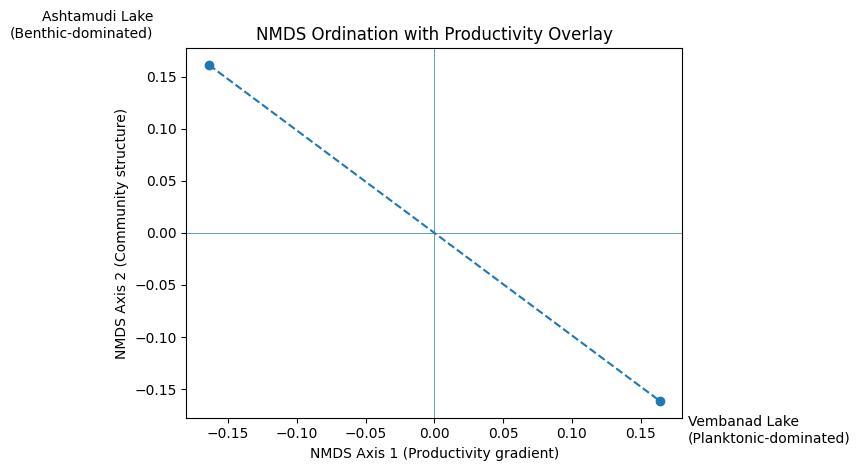 Ashtamudi Lake
(Benthic-dominated)
NMDS Ordination with Productivity Overlay
NMDS Axis 2 (Community structure)
0.15
0.10
0.05
0.00
−0.05
−0.10
−0.15
−0.15
−0.10
−0.05
0.00
0.05
0.10
0.15
NMDS Axis 1 (Productivity gradient)
Vembanad Lake
(Planktonic-dominated)